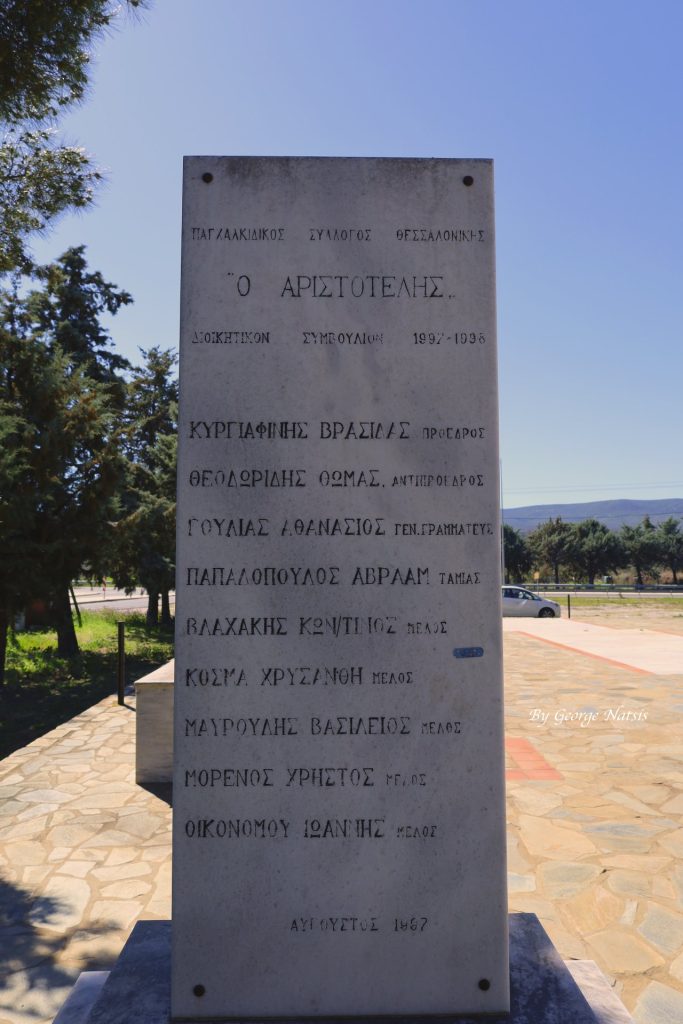 ΠΑΓΧΑΛΚΙΔΙΚΟΣ ΣΥΛΛΟΓΟΣ ΘΕΣΣΑΛΟΝΙΚΗΣ
"Ο ΑΡΙΣΤΟΤΕΛΗΣ„
ΔΙΟΙΚΗΤΙΚΟΝ ΣΥΜΒΟΥΛΙΟΝ 1997-1998
ΚΥΡΓΙΑΦΙΝΗΣ ΒΡΑΣΙΔΑΣ ΠΡΟΕΔΡΟΣ
ΘΕΟΔΩΡΙΔΗΣ ΘΩΜΑΣ, ΑΝΤΙΠΡΟΕΔΡΟΣ
ΓΟΥΛΙΑΣ ΑΘΑΝΑΣΙΟΣ ΓΕΝ.ΓΡΑΜΜΑΤΕΥΣ
ΠΑΠΑΛΟΠΟΥΛΟΣ ΑΒΡΑΑΜ ΤΑΜΙΑΣ
ΒΛΑΧΑΚΗΣ ΚΩΝ/ΤΙΝΟΣ ΜΕΛΟΣ
ΚΟΣΜΑ ΧΡΥΣΑΝΘΗ ΜΕΛΟΣ
ΜΑΥΡΟΥΔΗΣ ΒΑΣΙΛΕΙΟΣ ΜΕΛΟΣ
ΜΟΡΕΝΟΣ ΧΡΗΣΤΟΣ ΜΕΛΟΣ
ΟΙΚΟΝΟΜΟΥ ΙΩΑΝΝΗΣ ΜΕΛΟΣ
ΑΥΓΟΥΣΤΟΣ 1997
By George Natsis